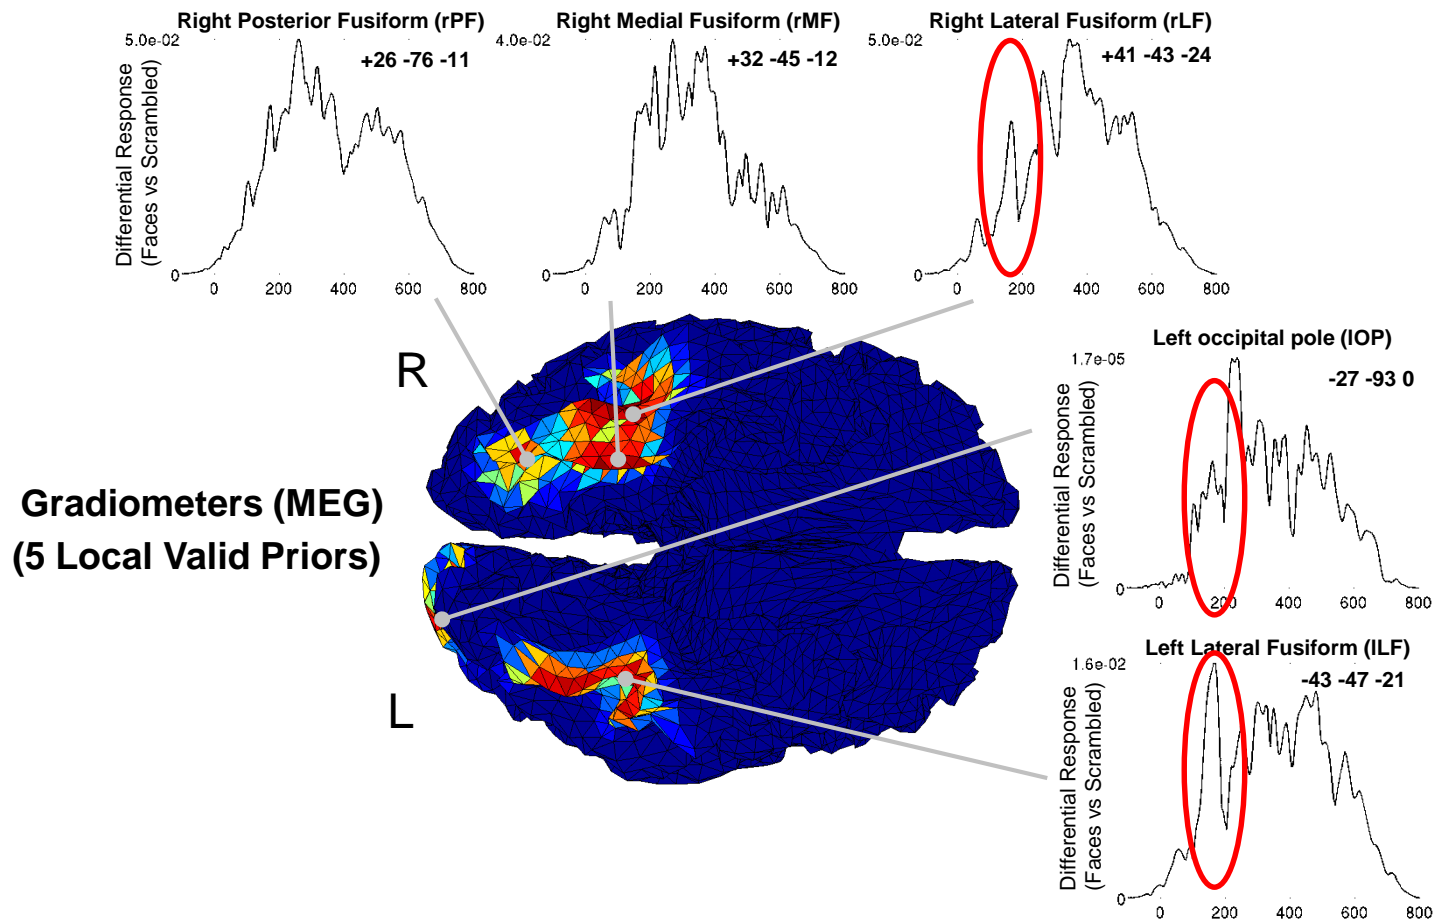 Right Posterior Fusiform (rPF)
5.0e-02
+26 -76 -11
Differential Response
(Faces vs Scrambled)
0
0 200 400 600 800
Right Medial Fusiform (rMF)
4.0e-02
+32 -45 -12
0
0 200 400 600 800
Right Lateral Fusiform (rLF)
5.0e-02
+41 -43 -24
0
0 200 400 600 800
R
Left occipital pole (lOP)
1.7e-05
-27 -93 0
Differential Response
(Faces vs Scrambled)
0
0 200 400 600 800
Gradiometers (MEG)
(5 Local Valid Priors)
L
Left Lateral Fusiform (lLF)
1.6e-02
-43 -47 -21
Differential Response
(Faces vs Scrambled)
0
0 200 400 600 800